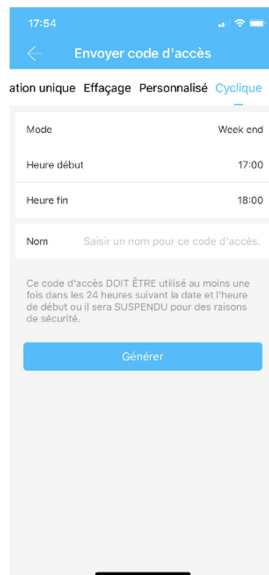 17:54
Envoyer code d'accès
ation unique Effaçage Personnalisé Cyclique
Mode Week end
Heure début 17:00
Heure fin 18:00
Nom Saisir un nom pour ce code d'accès.
Ce code d'accès DOIT ÊTRE utilisé au moins une
fois dans les 24 heures suivant la date et l'heure
de début ou il sera SUSPENDU pour des raisons
de sécurité.
Générer